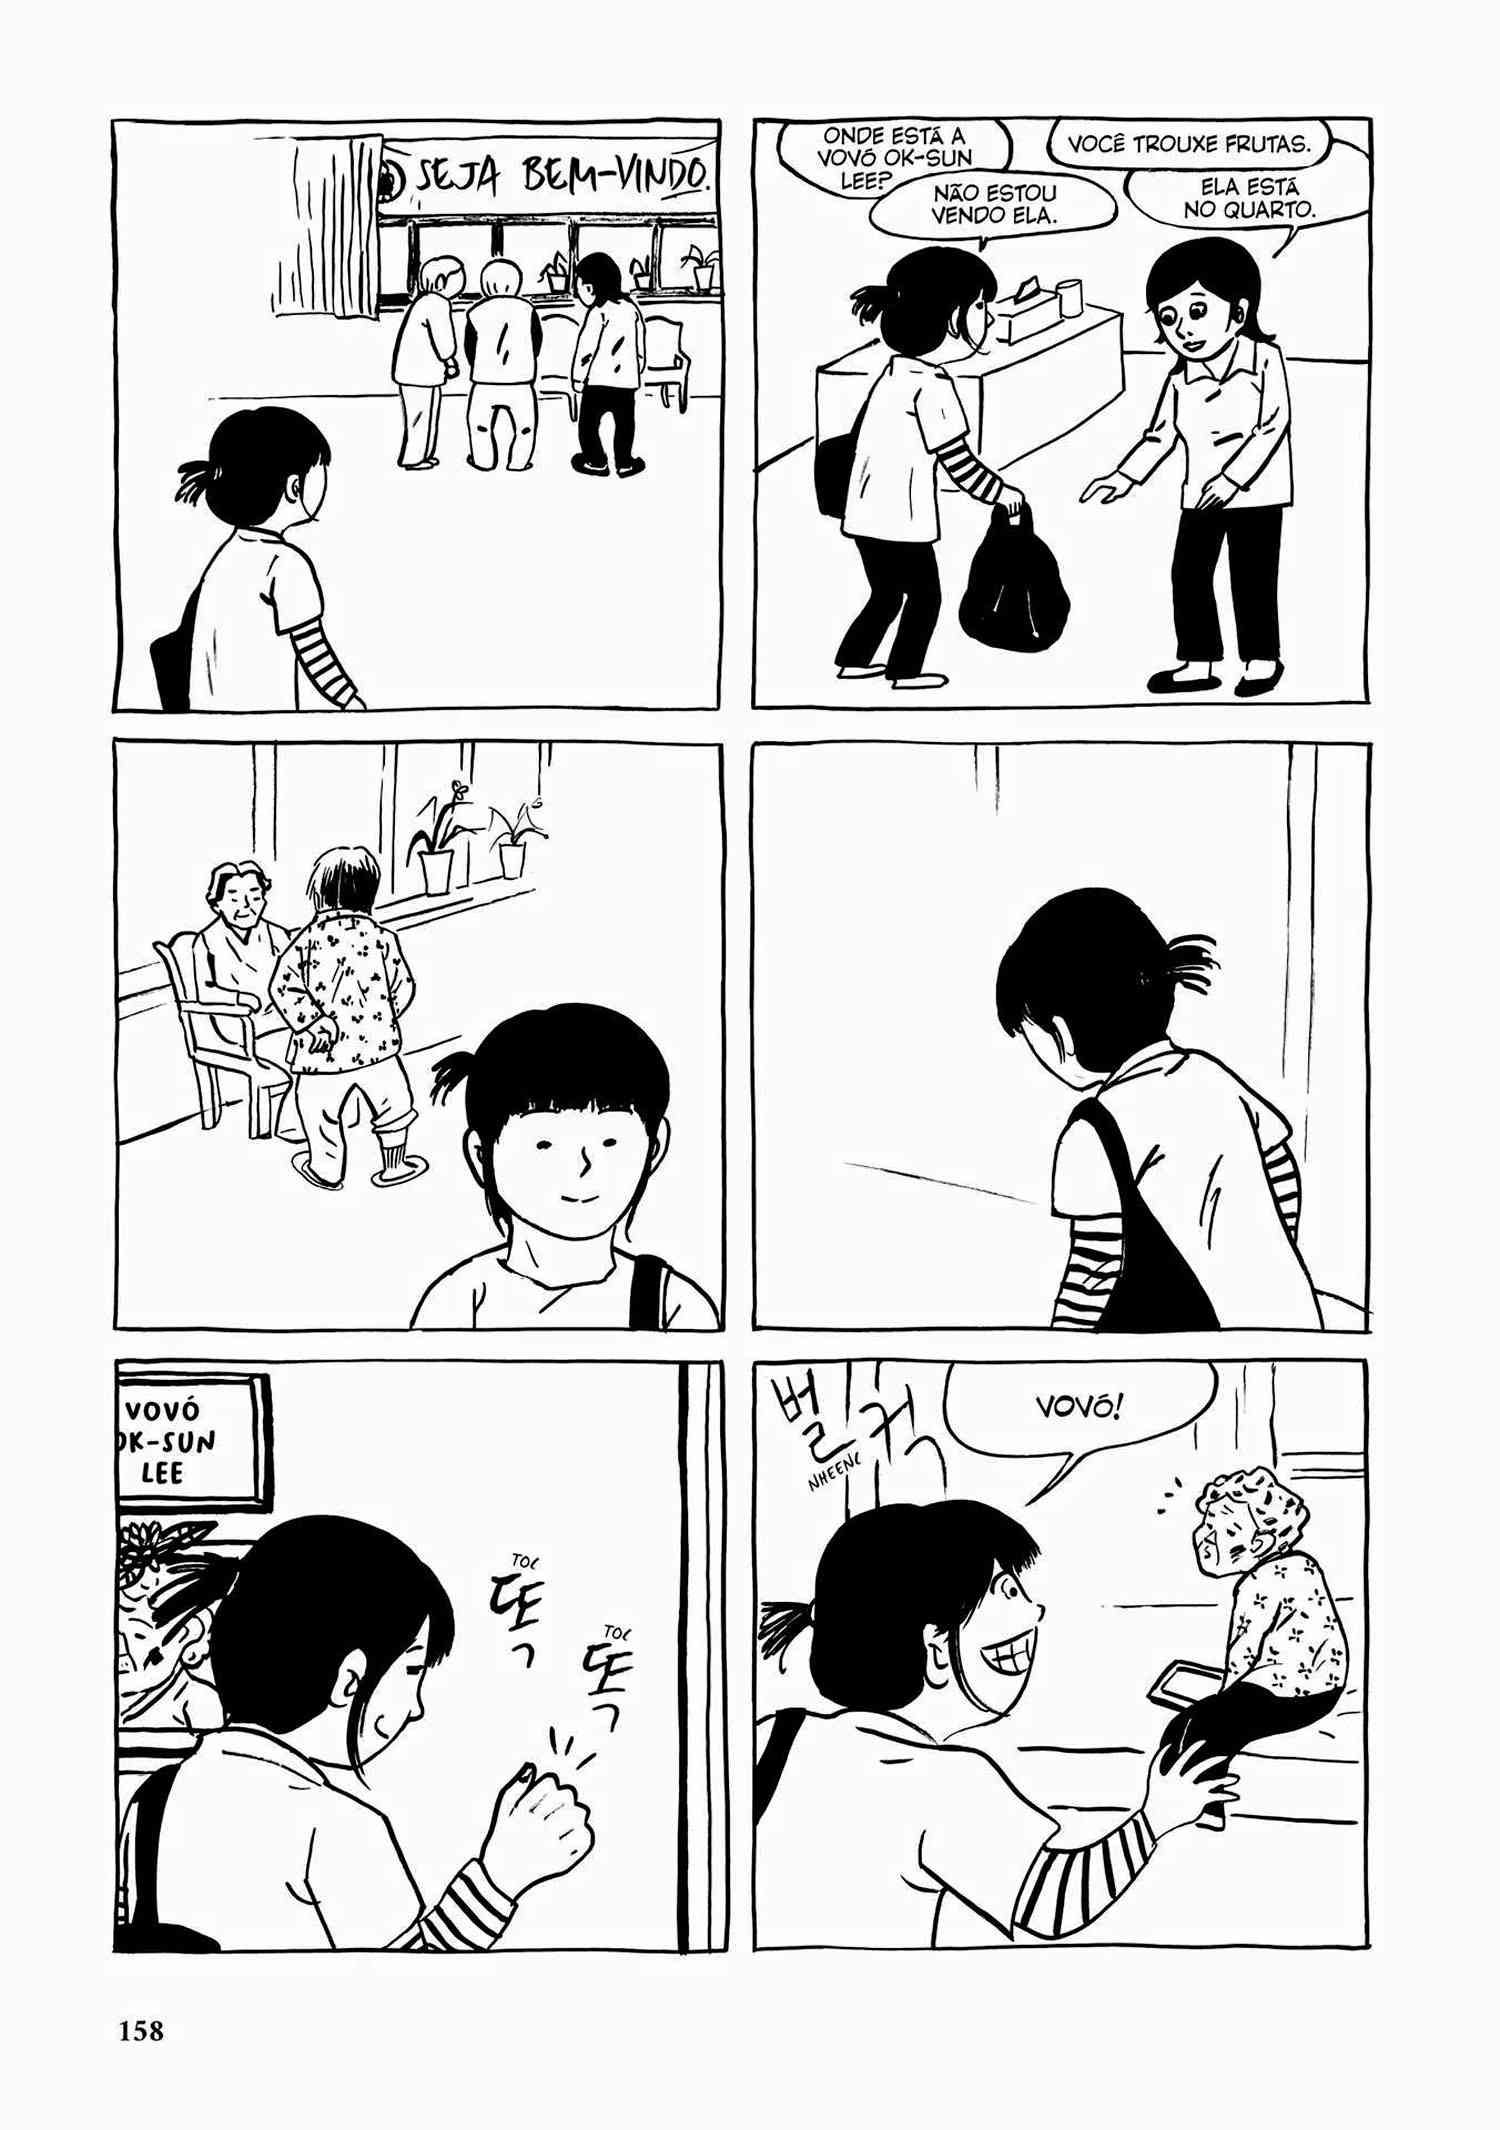 SEJA BEM-VINDO.
ONDE ESTÁ A
VOVÓ OK-SUN
LEE?
NÃO ESTOU
VENDO ELA.
VOCÊ TROUXE FRUTAS.
ELA ESTÁ
NO QUARTO.
VOVÓ
OK-SUN
LEE
TOC
똑
TOC
똑
벌컥
NHEENC
VOVÓ!
158